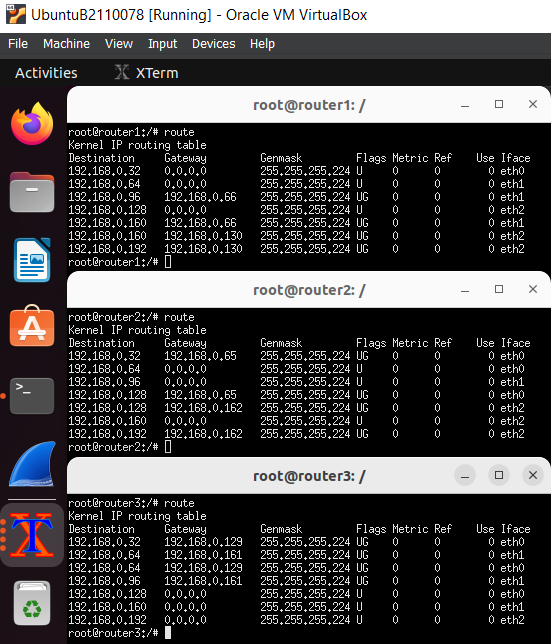 UbuntuB2110078 [Running] - Oracle VM VirtualBox
File Machine View Input Devices Help
Activities XTerm
root@router1: /
root@router1:/# route
Kernel IP routing table
Destination Gateway Genmask Flags Metric Ref Use Iface
192.168.0.32 0.0.0.0 255.255.255.224 U 0 0 0 eth0
192.168.0.64 0.0.0.0 255.255.255.224 U 0 0 0 eth1
192.168.0.96 192.168.0.66 255.255.255.224 UG 0 0 0 eth1
192.168.0.128 0.0.0.0 255.255.255.224 U 0 0 0 eth2
192.168.0.160 192.168.0.66 255.255.255.224 UG 0 0 0 eth1
192.168.0.160 192.168.0.130 255.255.255.224 UG 0 0 0 eth2
192.168.0.192 192.168.0.130 255.255.255.224 UG 0 0 0 eth2
root@router1:/#
root@router2: /
root@router2:/# route
Kernel IP routing table
Destination Gateway Genmask Flags Metric Ref Use Iface
192.168.0.32 192.168.0.65 255.255.255.224 UG 0 0 0 eth0
192.168.0.64 0.0.0.0 255.255.255.224 U 0 0 0 eth0
192.168.0.96 0.0.0.0 255.255.255.224 U 0 0 0 eth1
192.168.0.128 192.168.0.65 255.255.255.224 UG 0 0 0 eth0
192.168.0.128 192.168.0.162 255.255.255.224 UG 0 0 0 eth2
192.168.0.160 0.0.0.0 255.255.255.224 U 0 0 0 eth2
192.168.0.192 192.168.0.162 255.255.255.224 UG 0 0 0 eth2
root@router2:/#
root@router3: /
root@router3:/# route
Kernel IP routing table
Destination Gateway Genmask Flags Metric Ref Use Iface
192.168.0.32 192.168.0.129 255.255.255.224 UG 0 0 0 eth0
192.168.0.64 192.168.0.161 255.255.255.224 UG 0 0 0 eth1
192.168.0.64 192.168.0.129 255.255.255.224 UG 0 0 0 eth0
192.168.0.96 192.168.0.161 255.255.255.224 UG 0 0 0 eth1
192.168.0.128 0.0.0.0 255.255.255.224 U 0 0 0 eth0
192.168.0.160 0.0.0.0 255.255.255.224 U 0 0 0 eth1
192.168.0.192 0.0.0.0 255.255.255.224 U 0 0 0 eth2
root@router3:/#